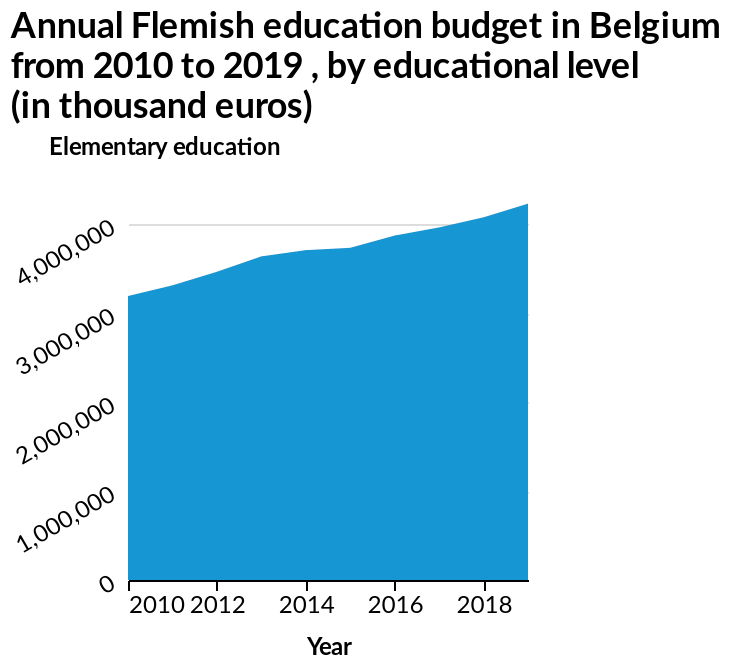 Annual Flemish education budget in Belgium
from 2010 to 2019 , by educational level
(in thousand euros)
Elementary education
4,000,000
3,000,000
2,000,000
1,000,000
0
2010 2012 2014 2016 2018
Year